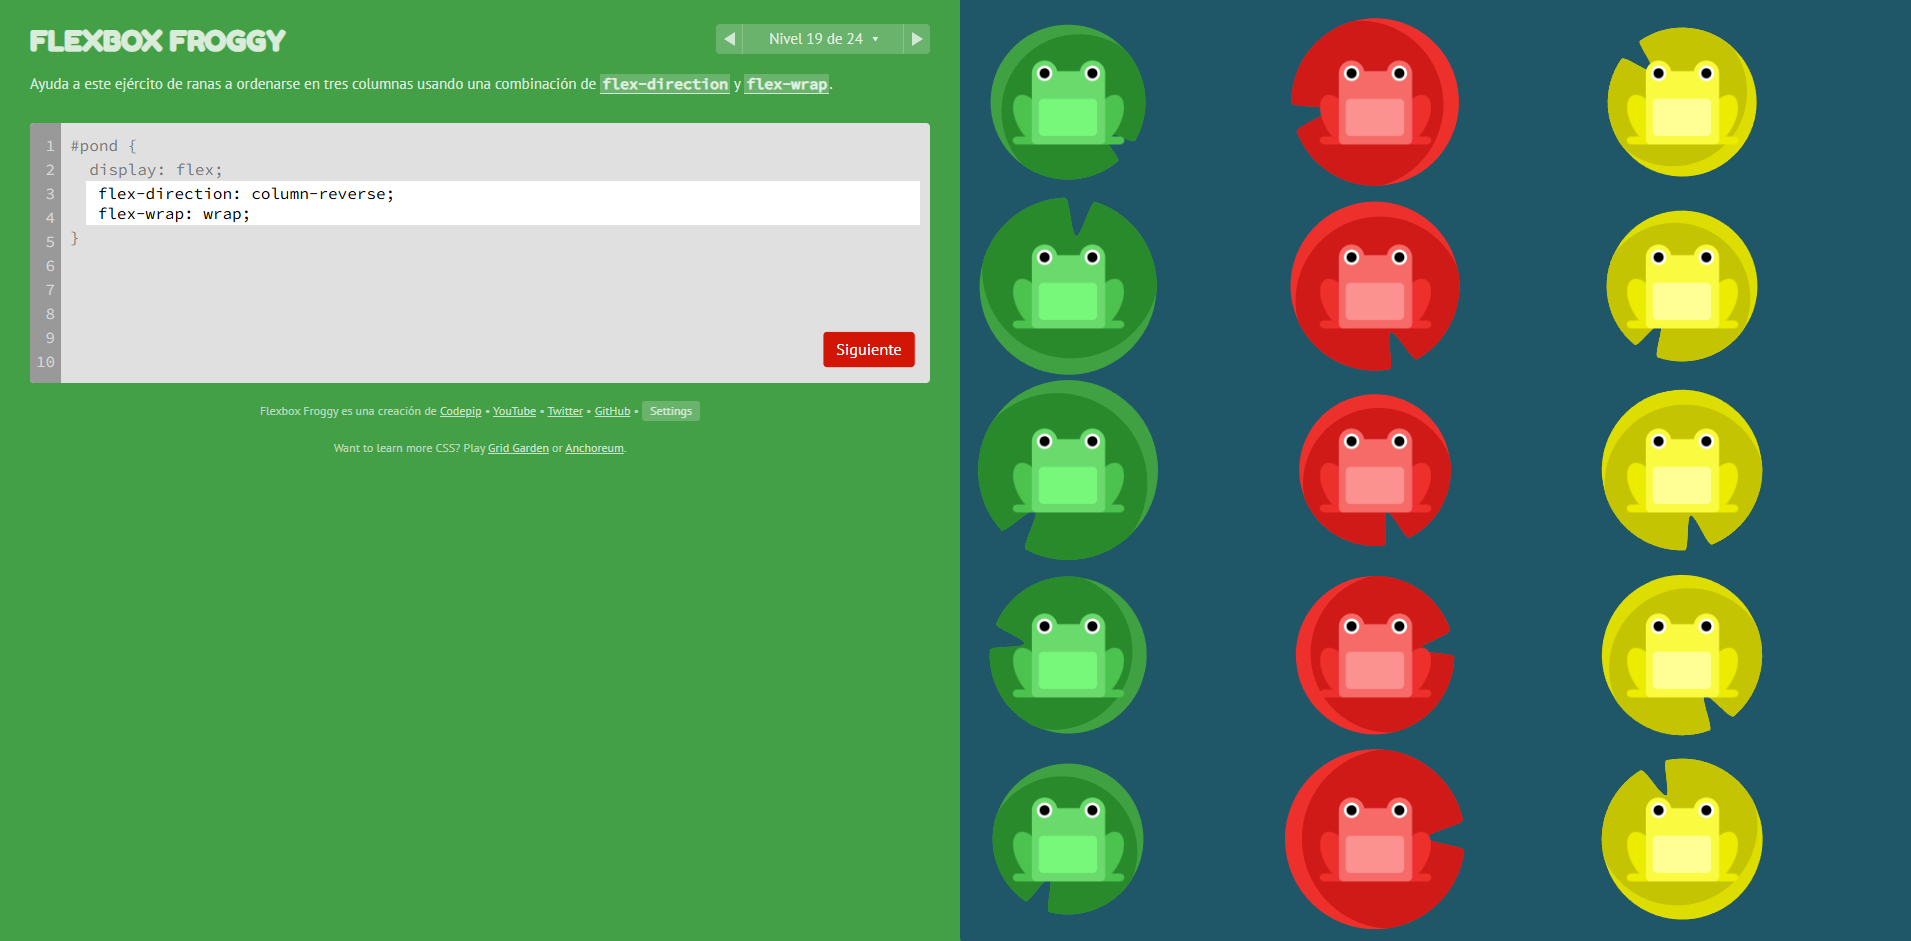 FLEXBOX FROGGY
◀ Nivel 19 de 24 ▼ ▶
Ayuda a este ejército de ranas a ordenarse en tres columnas usando una combinación de flex-direction y flex-wrap.
1 #pond {
2 display: flex;
3 flex-direction: column-reverse;
4 flex-wrap: wrap;
5 }
6
7
8
9
10
Siguiente
Flexbox Froggy es una creación de Codepip • YouTube • Twitter • GitHub • Settings
Want to learn more CSS? Play Grid Garden or Anchoreum.